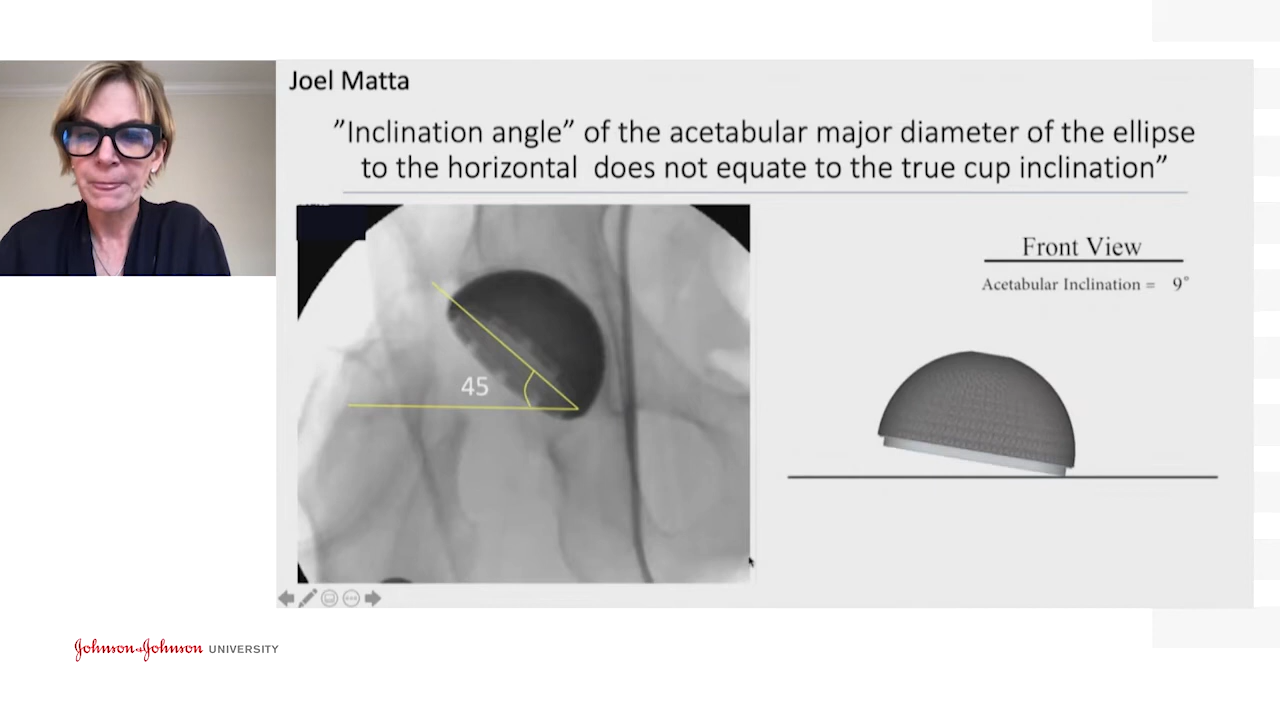 Joel Matta
”Inclination angle” of the acetabular major diameter of the ellipse
to the horizontal does not equate to the true cup inclination”
Front View
Acetabular Inclination = 9°
45
Johnson+Johnson UNIVERSITY